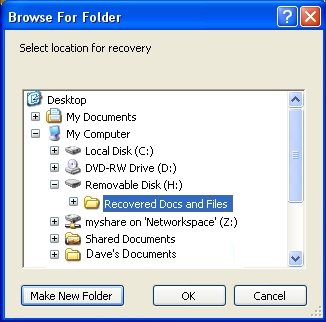 Browse For Folder
Select location for recovery
Desktop
My Documents
My Computer
Local Disk (C:)
DVD-RW Drive (D:)
Removable Disk (H:)
Recovered Docs and Files
myshare on 'Networkspace' (Z:)
Shared Documents
Dave's Documents
Make New Folder
OK
Cancel